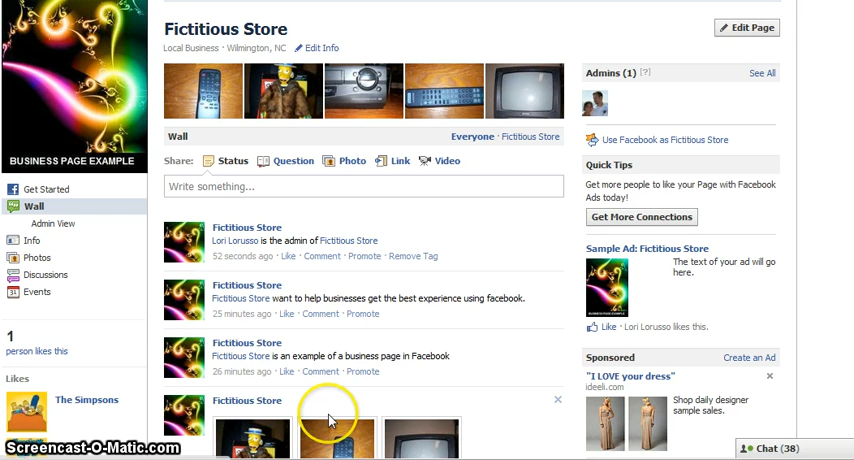 Fictitious Store
Local Business · Wilmington, NC Edit Info
Edit Page
BUSINESS PAGE EXAMPLE
Get Started
Wall
Admin View
Info
Photos
Discussions
Events
1
person likes this
Likes
The Simpsons
Wall
Everyone · Fictitious Store
Share: Status Question Photo Link Video
Write something...
Fictitious Store
Lori Lorusso is the admin of Fictitious Store
52 seconds ago · Like · Comment · Promote · Remove Tag
Fictitious Store
Fictitious Store want to help businesses get the best experience using facebook.
25 minutes ago · Like · Comment · Promote
Fictitious Store
Fictitious Store is an example of a business page in Facebook
26 minutes ago · Like · Comment · Promote
Fictitious Store
Admins (1) [?] See All
Use Facebook as Fictitious Store
Quick Tips
Get more people to like your Page with Facebook
Ads today!
Get More Connections
Sample Ad: Fictitious Store
The text of your ad will go
here.
BUSINESS PAGE EXAMPLE
Like · Lori Lorusso likes this.
Sponsored Create an Ad
"I LOVE your dress"
ideeli.com
Shop daily designer
sample sales.
Chat (38)
Screencast-O-Matic.com